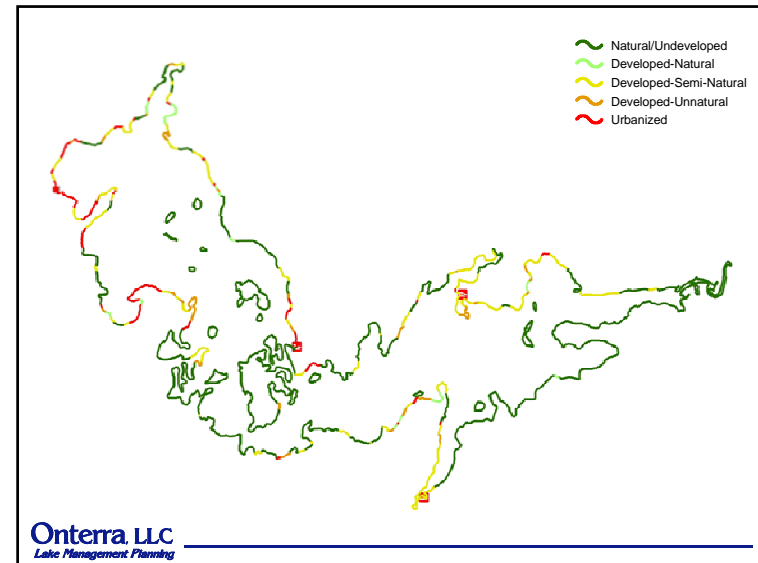 Natural/Undeveloped
Developed-Natural
Developed-Semi-Natural
Developed-Unnatural
Urbanized
Onterra, LLC
Lake Management Planning